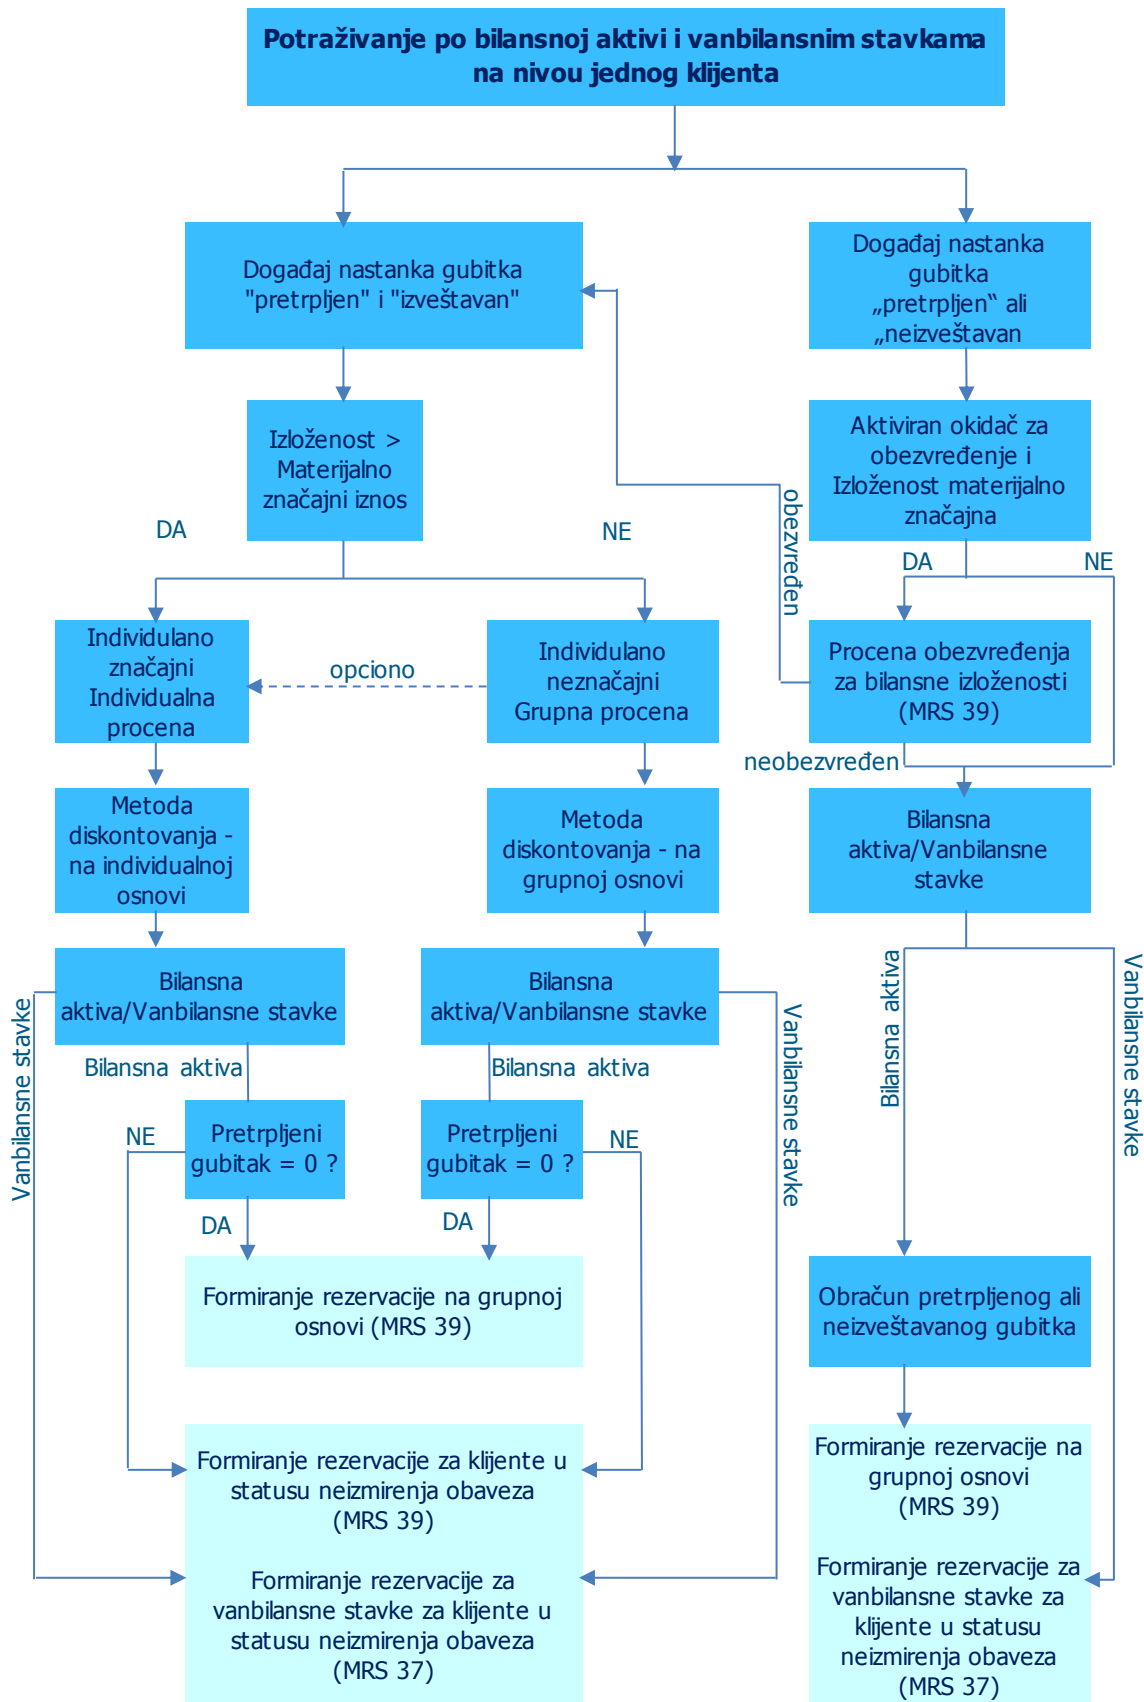 Potraživanje po bilansnoj aktivi i vanbilansnim stavkama
na nivou jednog klijenta
Događaj nastanka gubitka
"pretrpljen" i "izveštavan"
Događaj nastanka
gubitka
„pretrpljen“ ali
„neizveštavan
Izloženost >
Materijalno
značajni iznos
Aktiviran okidač za
obezvređenje i
Izloženost materijalno
značajna
DA
NE
obezvređen
DA
NE
Individulano
značajni
Individualna
procena
opciono
Individulano
neznačajni
Grupna procena
Procena obezvređenja
za bilansne izloženosti
(MRS 39)
neobezvređen
Metoda
diskontovanja -
na individualnoj
osnovi
Metoda
diskontovanja - na
grupnoj osnovi
Bilansna
aktiva/Vanbilansne
stavke
Bilansna
aktiva/Vanbilansne stavke
Bilansna
aktiva/Vanbilansne stavke
Vanbilansne stavke
Bilansna aktiva
Bilansna aktiva
Vanbilansne stavke
Bilansna aktiva
Vanbilansne stavke
NE
Pretrpljeni
gubitak = 0 ?
Pretrpljeni
gubitak = 0 ?
NE
DA
DA
Formiranje rezervacije na grupnoj
osnovi (MRS 39)
Obračun pretrpljenog ali
neizveštavanog gubitka
Formiranje rezervacije za klijente u
statusu neizmirenja obaveza
(MRS 39)
Formiranje rezervacije za
vanbilansne stavke za klijente u
statusu neizmirenja obaveza
(MRS 37)
Formiranje rezervacije na
grupnoj osnovi
(MRS 39)
Formiranje rezervacije za
vanbilansne stavke za
klijente u statusu
neizmirenja obaveza
(MRS 37)